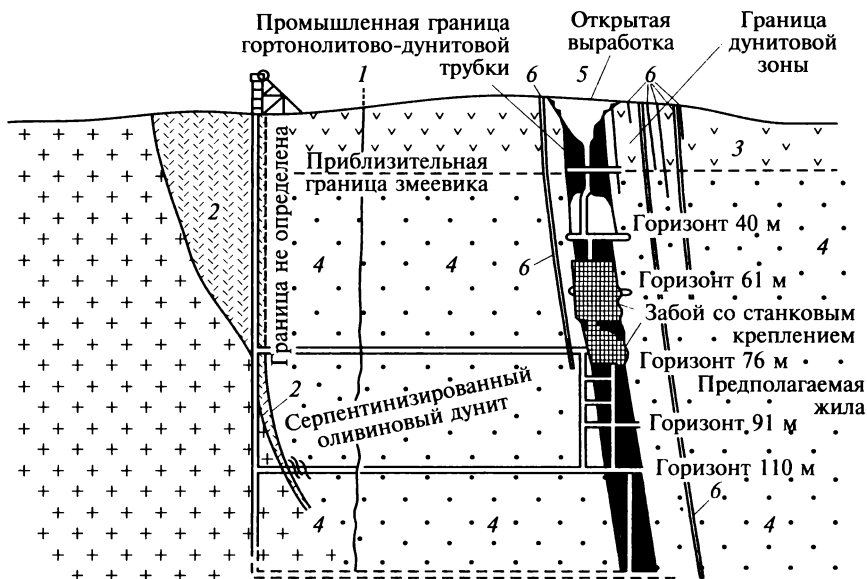 Промышленная граница
гортонолитово-дунитовой
трубки
Открытая
выработка
Граница
дунитовой
зоны
1
6
5
6
3
Приблизительная
граница змеевика
Граница не определена
2
4
4
6
4
Горизонт 40 м
Горизонт 61 м
Забой со станковым
креплением
Горизонт 76 м
Предполагаемая
жила
2
Серпентинизированный
оливиновый дунит
Горизонт 91 м
Горизонт 110 м
6
4
4
4